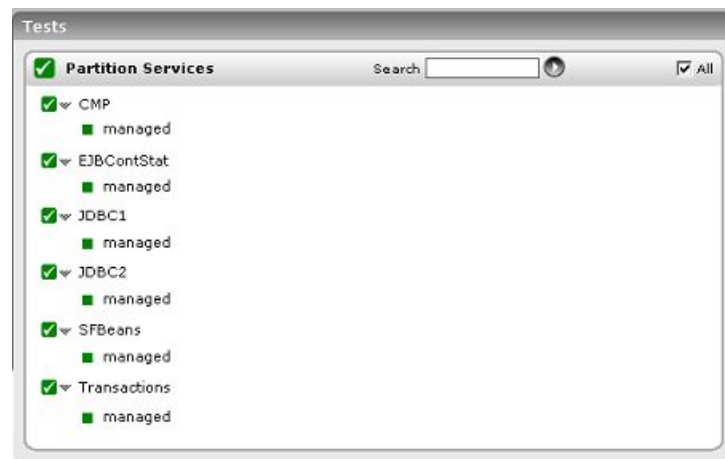 Tests
Partition Services Search All
CMP
managed
EJBContStat
managed
JDBC1
managed
JDBC2
managed
SFBeans
managed
Transactions
managed